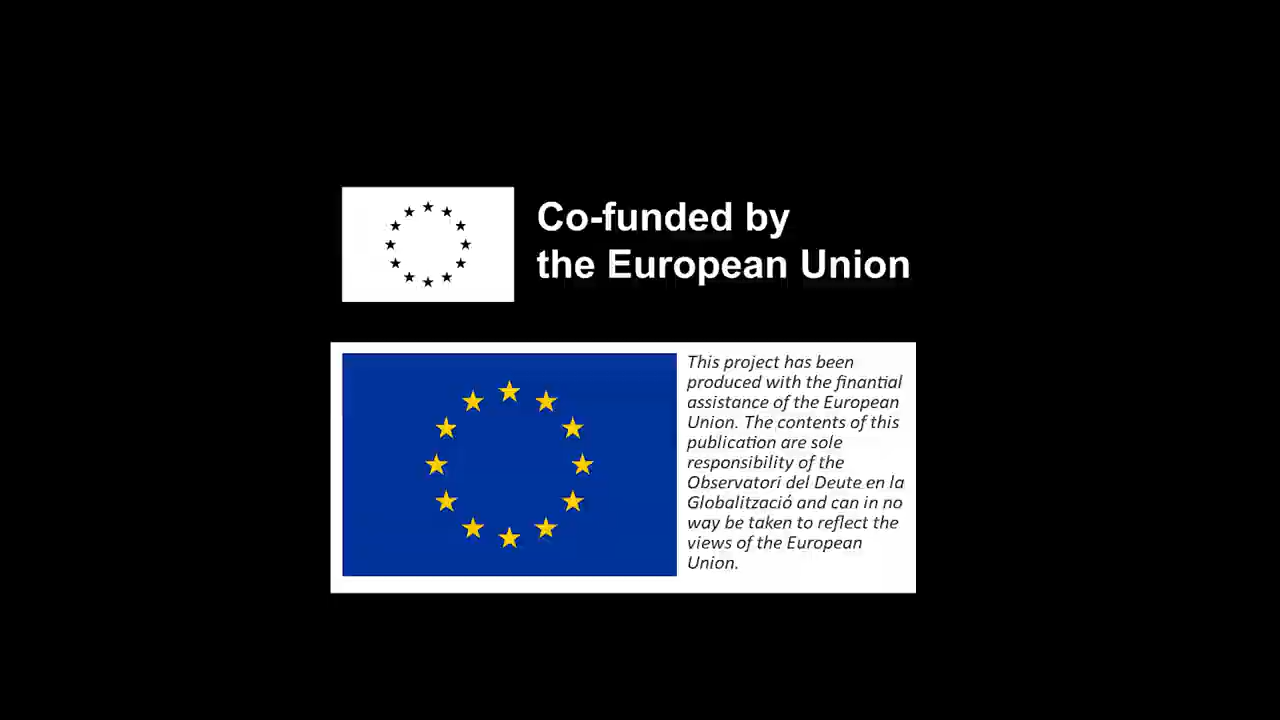 Co-funded by
the European Union
This project has been
produced with the finantial
assistance of the European
Union. The contents of this
publication are sole
responsibility of the
Observatori del Deute en la
Globalització and can in no
way be taken to reflect the
views of the European
Union.